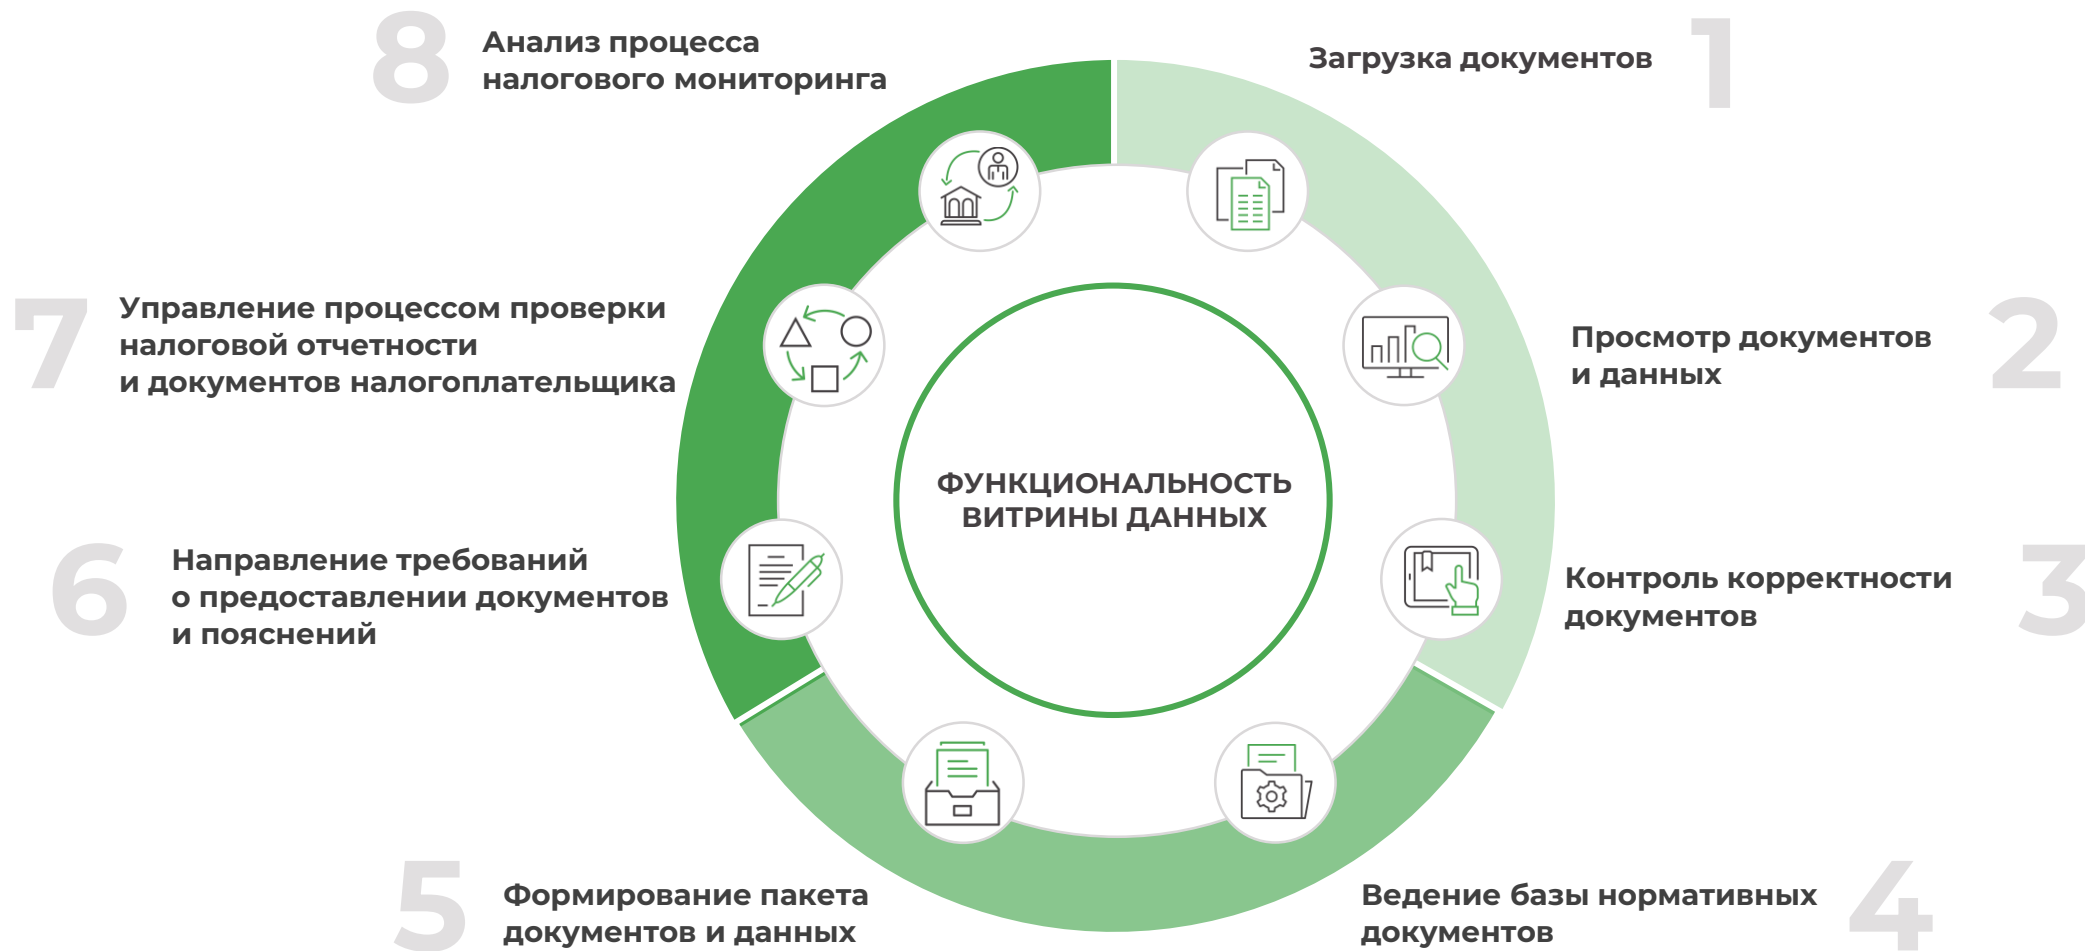 1
Загрузка документов
2
Просмотр документов
и данных
3
Контроль корректности
документов
4
Ведение базы нормативных
документов
5
Формирование пакета
документов и данных
6
Направление требований
о предоставлении документов
и пояснений
7
Управление процессом проверки
налоговой отчетности
и документов налогоплательщика
8
Анализ процесса
налогового мониторинга
ФУНКЦИОНАЛЬНОСТЬ
ВИТРИНЫ ДАННЫХ